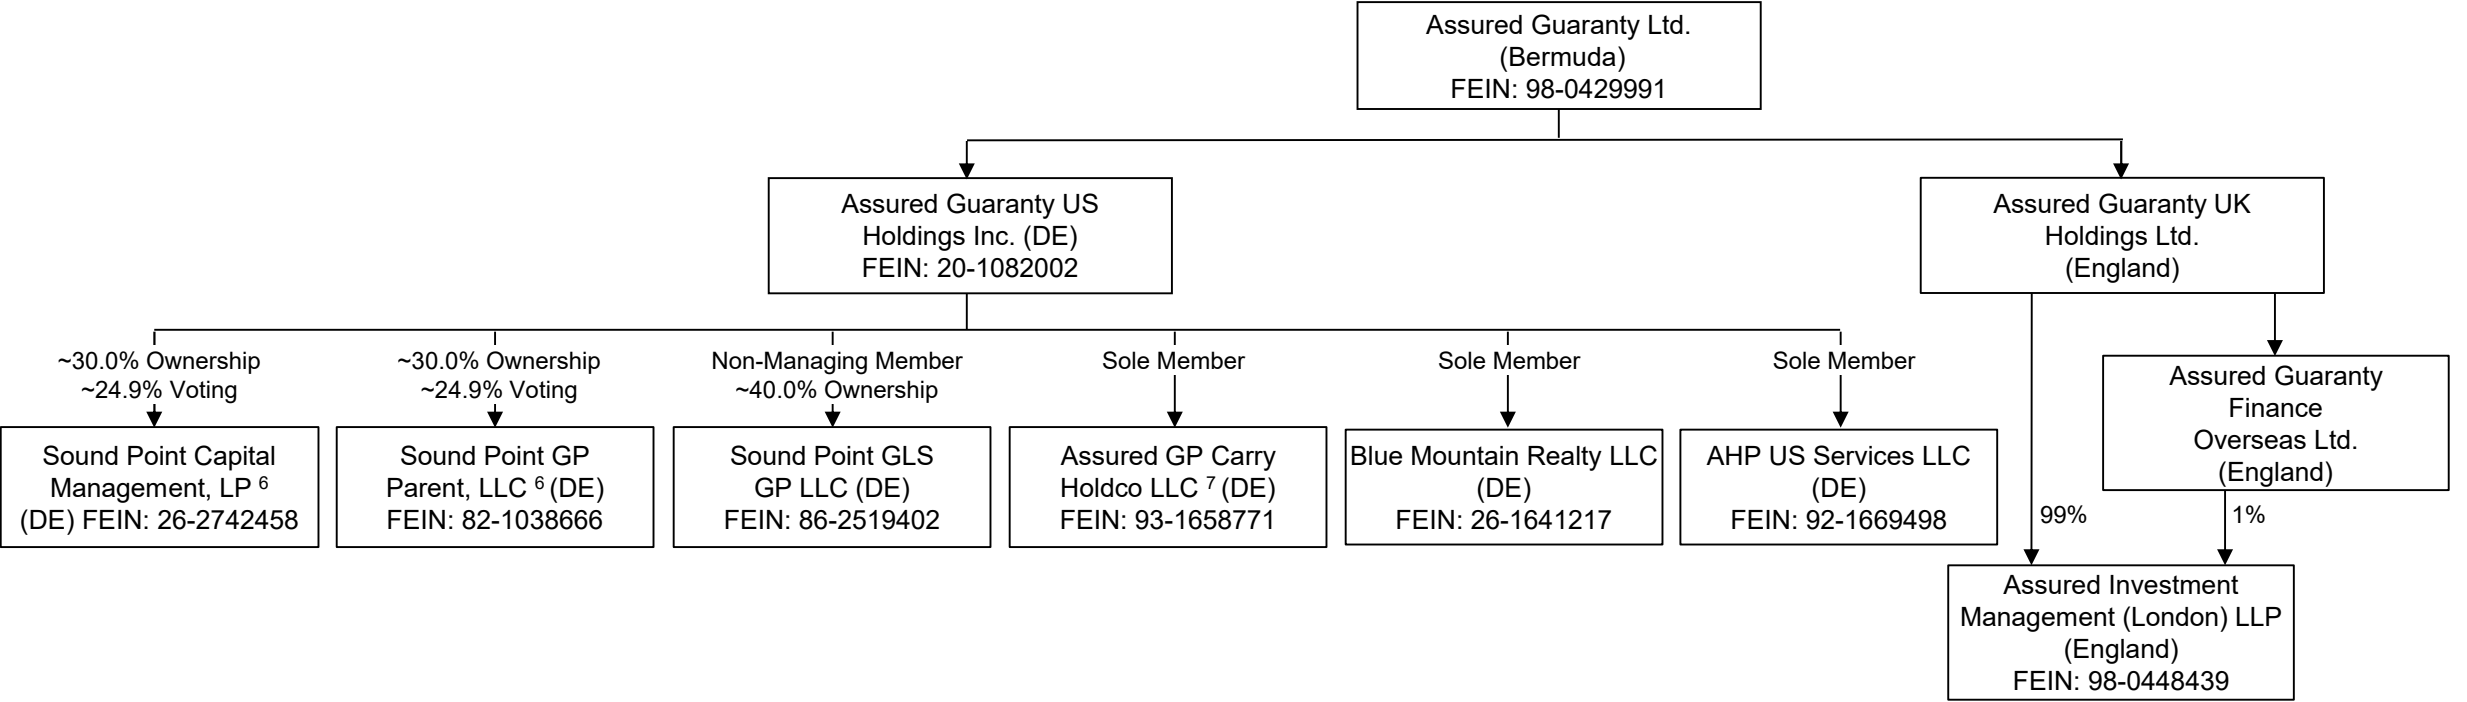 Assured Guaranty Ltd.
(Bermuda)
FEIN: 98-0429991
Assured Guaranty US
Holdings Inc. (DE)
FEIN: 20-1082002
Assured Guaranty UK
Holdings Ltd.
(England)
~30.0% Ownership
~24.9% Voting
~30.0% Ownership
~24.9% Voting
Non-Managing Member
~40.0% Ownership
Sole Member
Sole Member
Sole Member
Sound Point Capital
Management, LP 6
(DE) FEIN: 26-2742458
Sound Point GP
Parent, LLC 6 (DE)
FEIN: 82-1038666
Sound Point GLS
GP LLC (DE)
FEIN: 86-2519402
Assured GP Carry
Holdco LLC 7 (DE)
FEIN: 93-1658771
Blue Mountain Realty LLC
(DE)
FEIN: 26-1641217
AHP US Services LLC
(DE)
FEIN: 92-1669498
Assured Guaranty
Finance
Overseas Ltd.
(England)
99%
1%
Assured Investment
Management (London) LLP
(England)
FEIN: 98-0448439